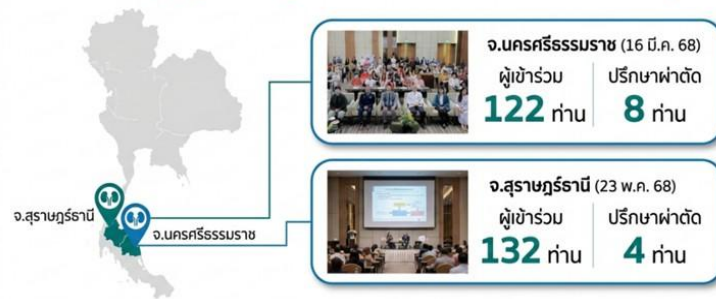 จ.นครศรีธรรมราช (16 มี.ค. 68)
ผู้เข้าร่วม
122 ท่าน
ปรึกษาผ่าตัด
8 ท่าน
จ.สุราษฎร์ธานี (23 พ.ค. 68)
ผู้เข้าร่วม
132 ท่าน
ปรึกษาผ่าตัด
4 ท่าน
จ.สุราษฎร์ธานี
จ.นครศรีธรรมราช